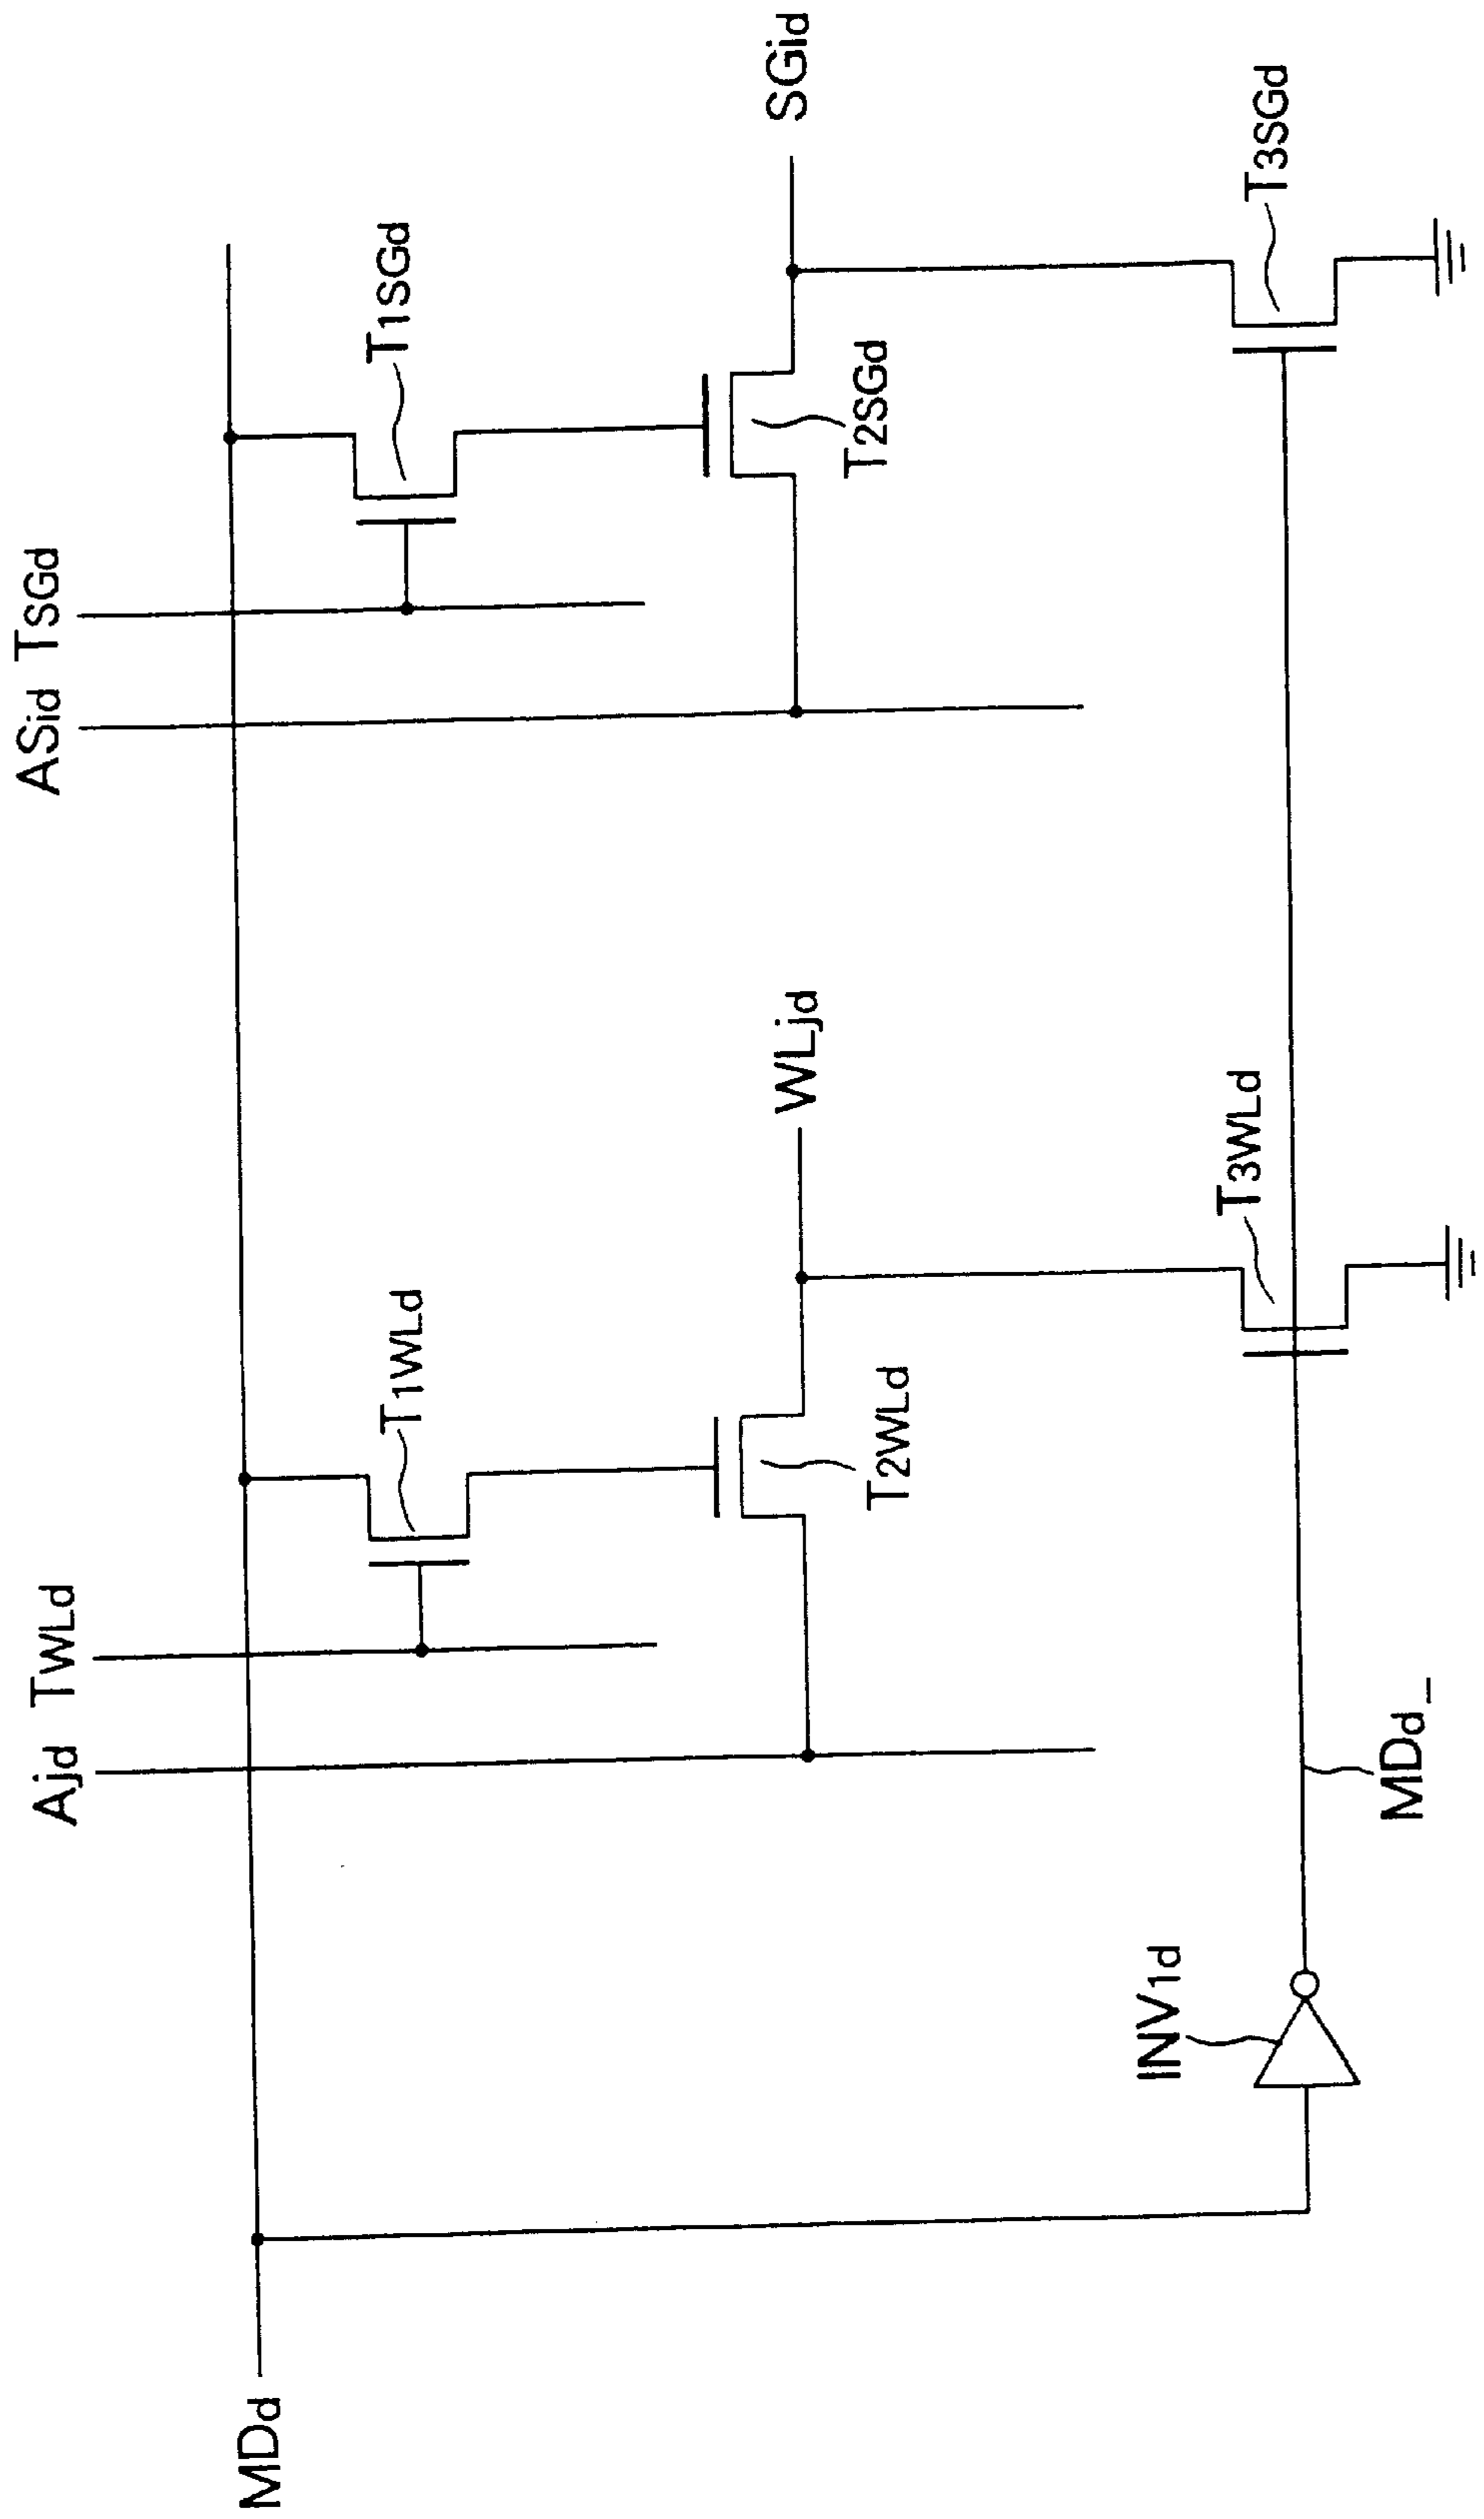 Ajd TWLd
ASid TSGd
MDd
T1WLd
T1SGd
T2WLd
WLjd
T2SGd
SGid
INV1d
T3WLd
T3SGd
MDd_